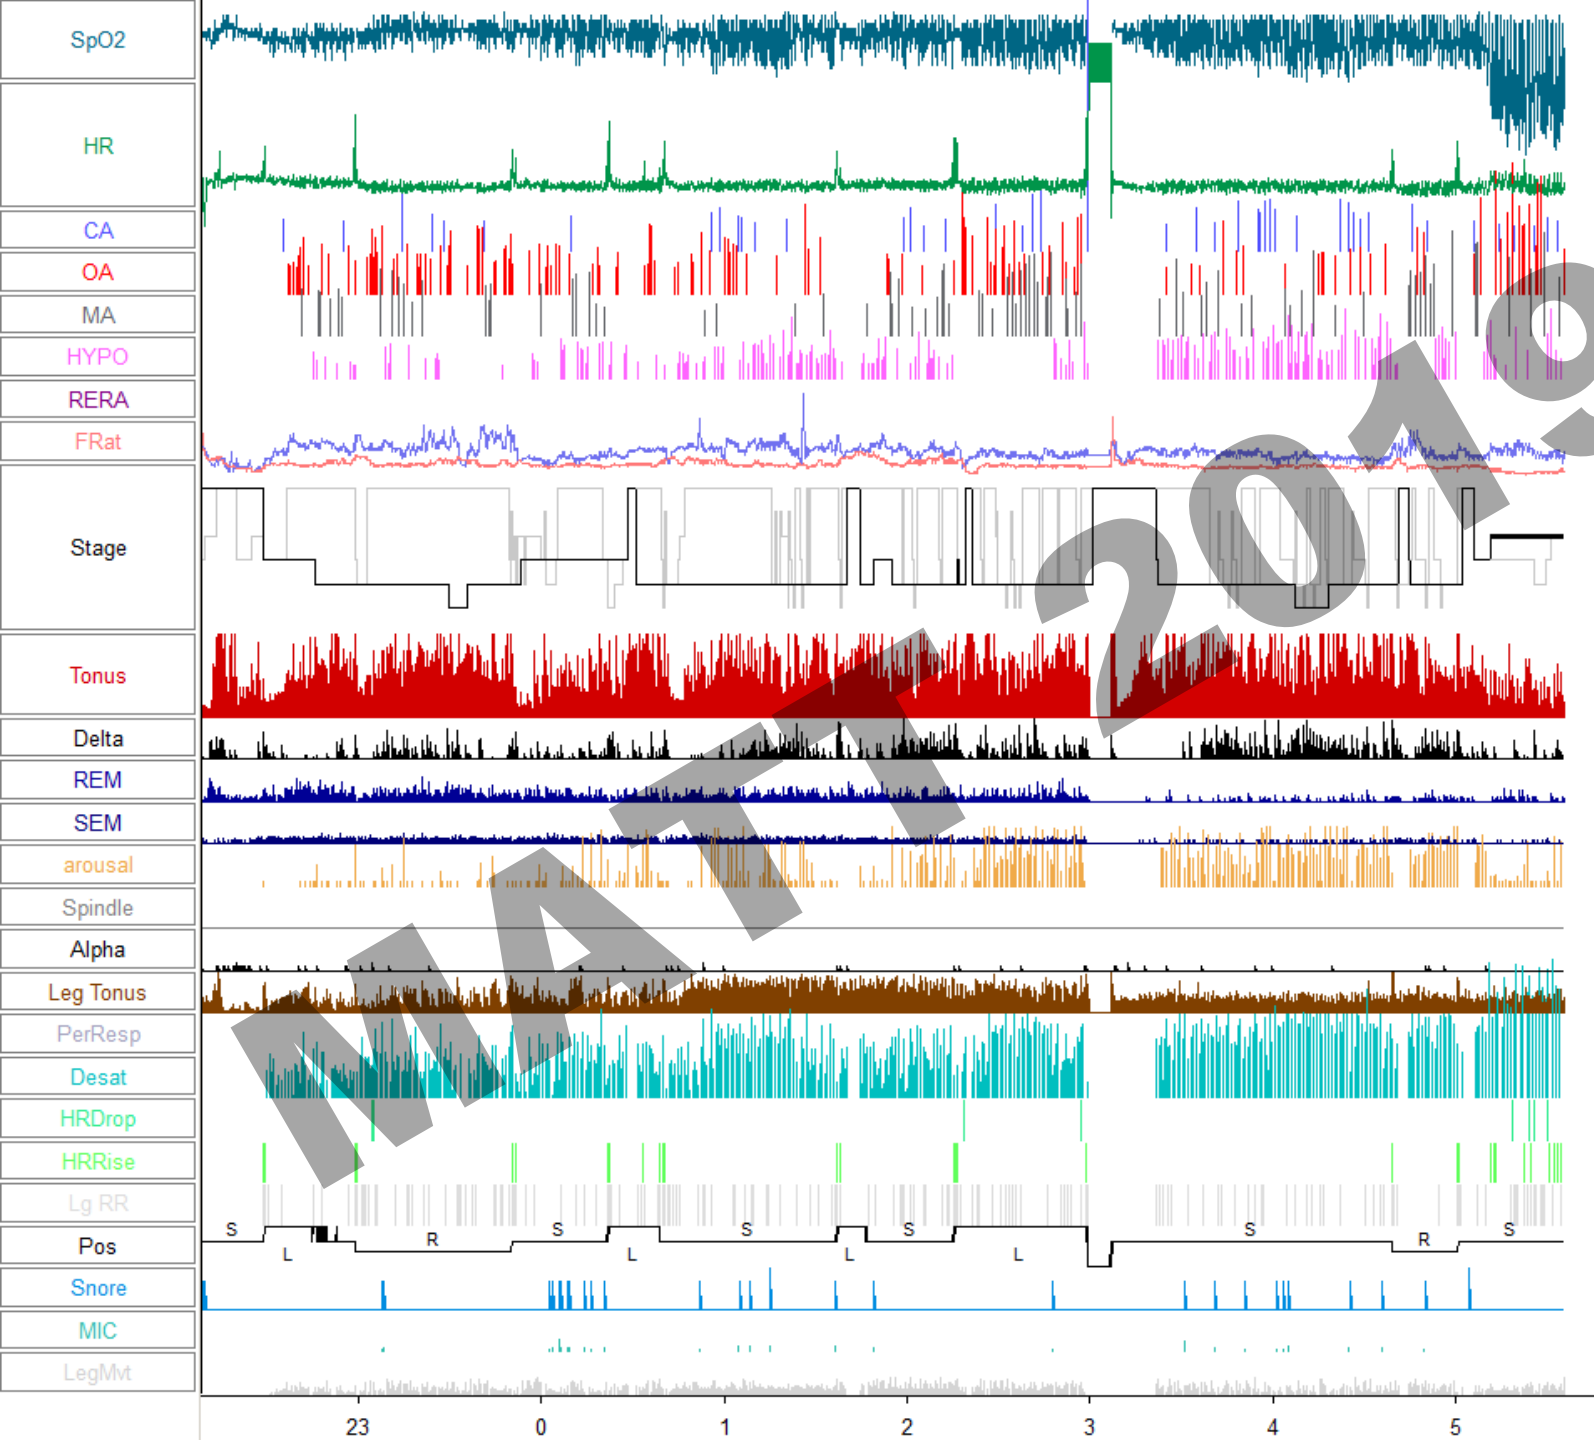 SpO2
HR
CA
OA
MA
HYPO
RERA
FRat
Stage
Tonus
Delta
REM
SEM
arousal
Spindle
Alpha
Leg Tonus
PerResp
Desat
HRDrop
HRRise
Lg RR
Pos
S L R S L S L S L S R S
Snore
MIC
LegMvt
23 0 1 2 3 4 5
MATT 2019